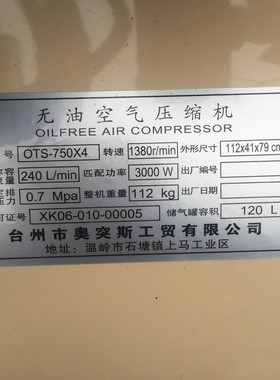 无油空气压缩机
OILFREE AIR COMPRESSOR
号 OTS-750X4 转速 1380r/min 外形尺寸 112x41x79 cm
流量 240 L/min 匹配功率 3000 W 出厂编号
压力 0.7 Mpa 整机重量 112 kg 出厂日期
可证号 XK06-010-00005 储气罐容积 120 L
台州市奥突斯工贸有限公司
地址：温岭市石塘镇上马工业区